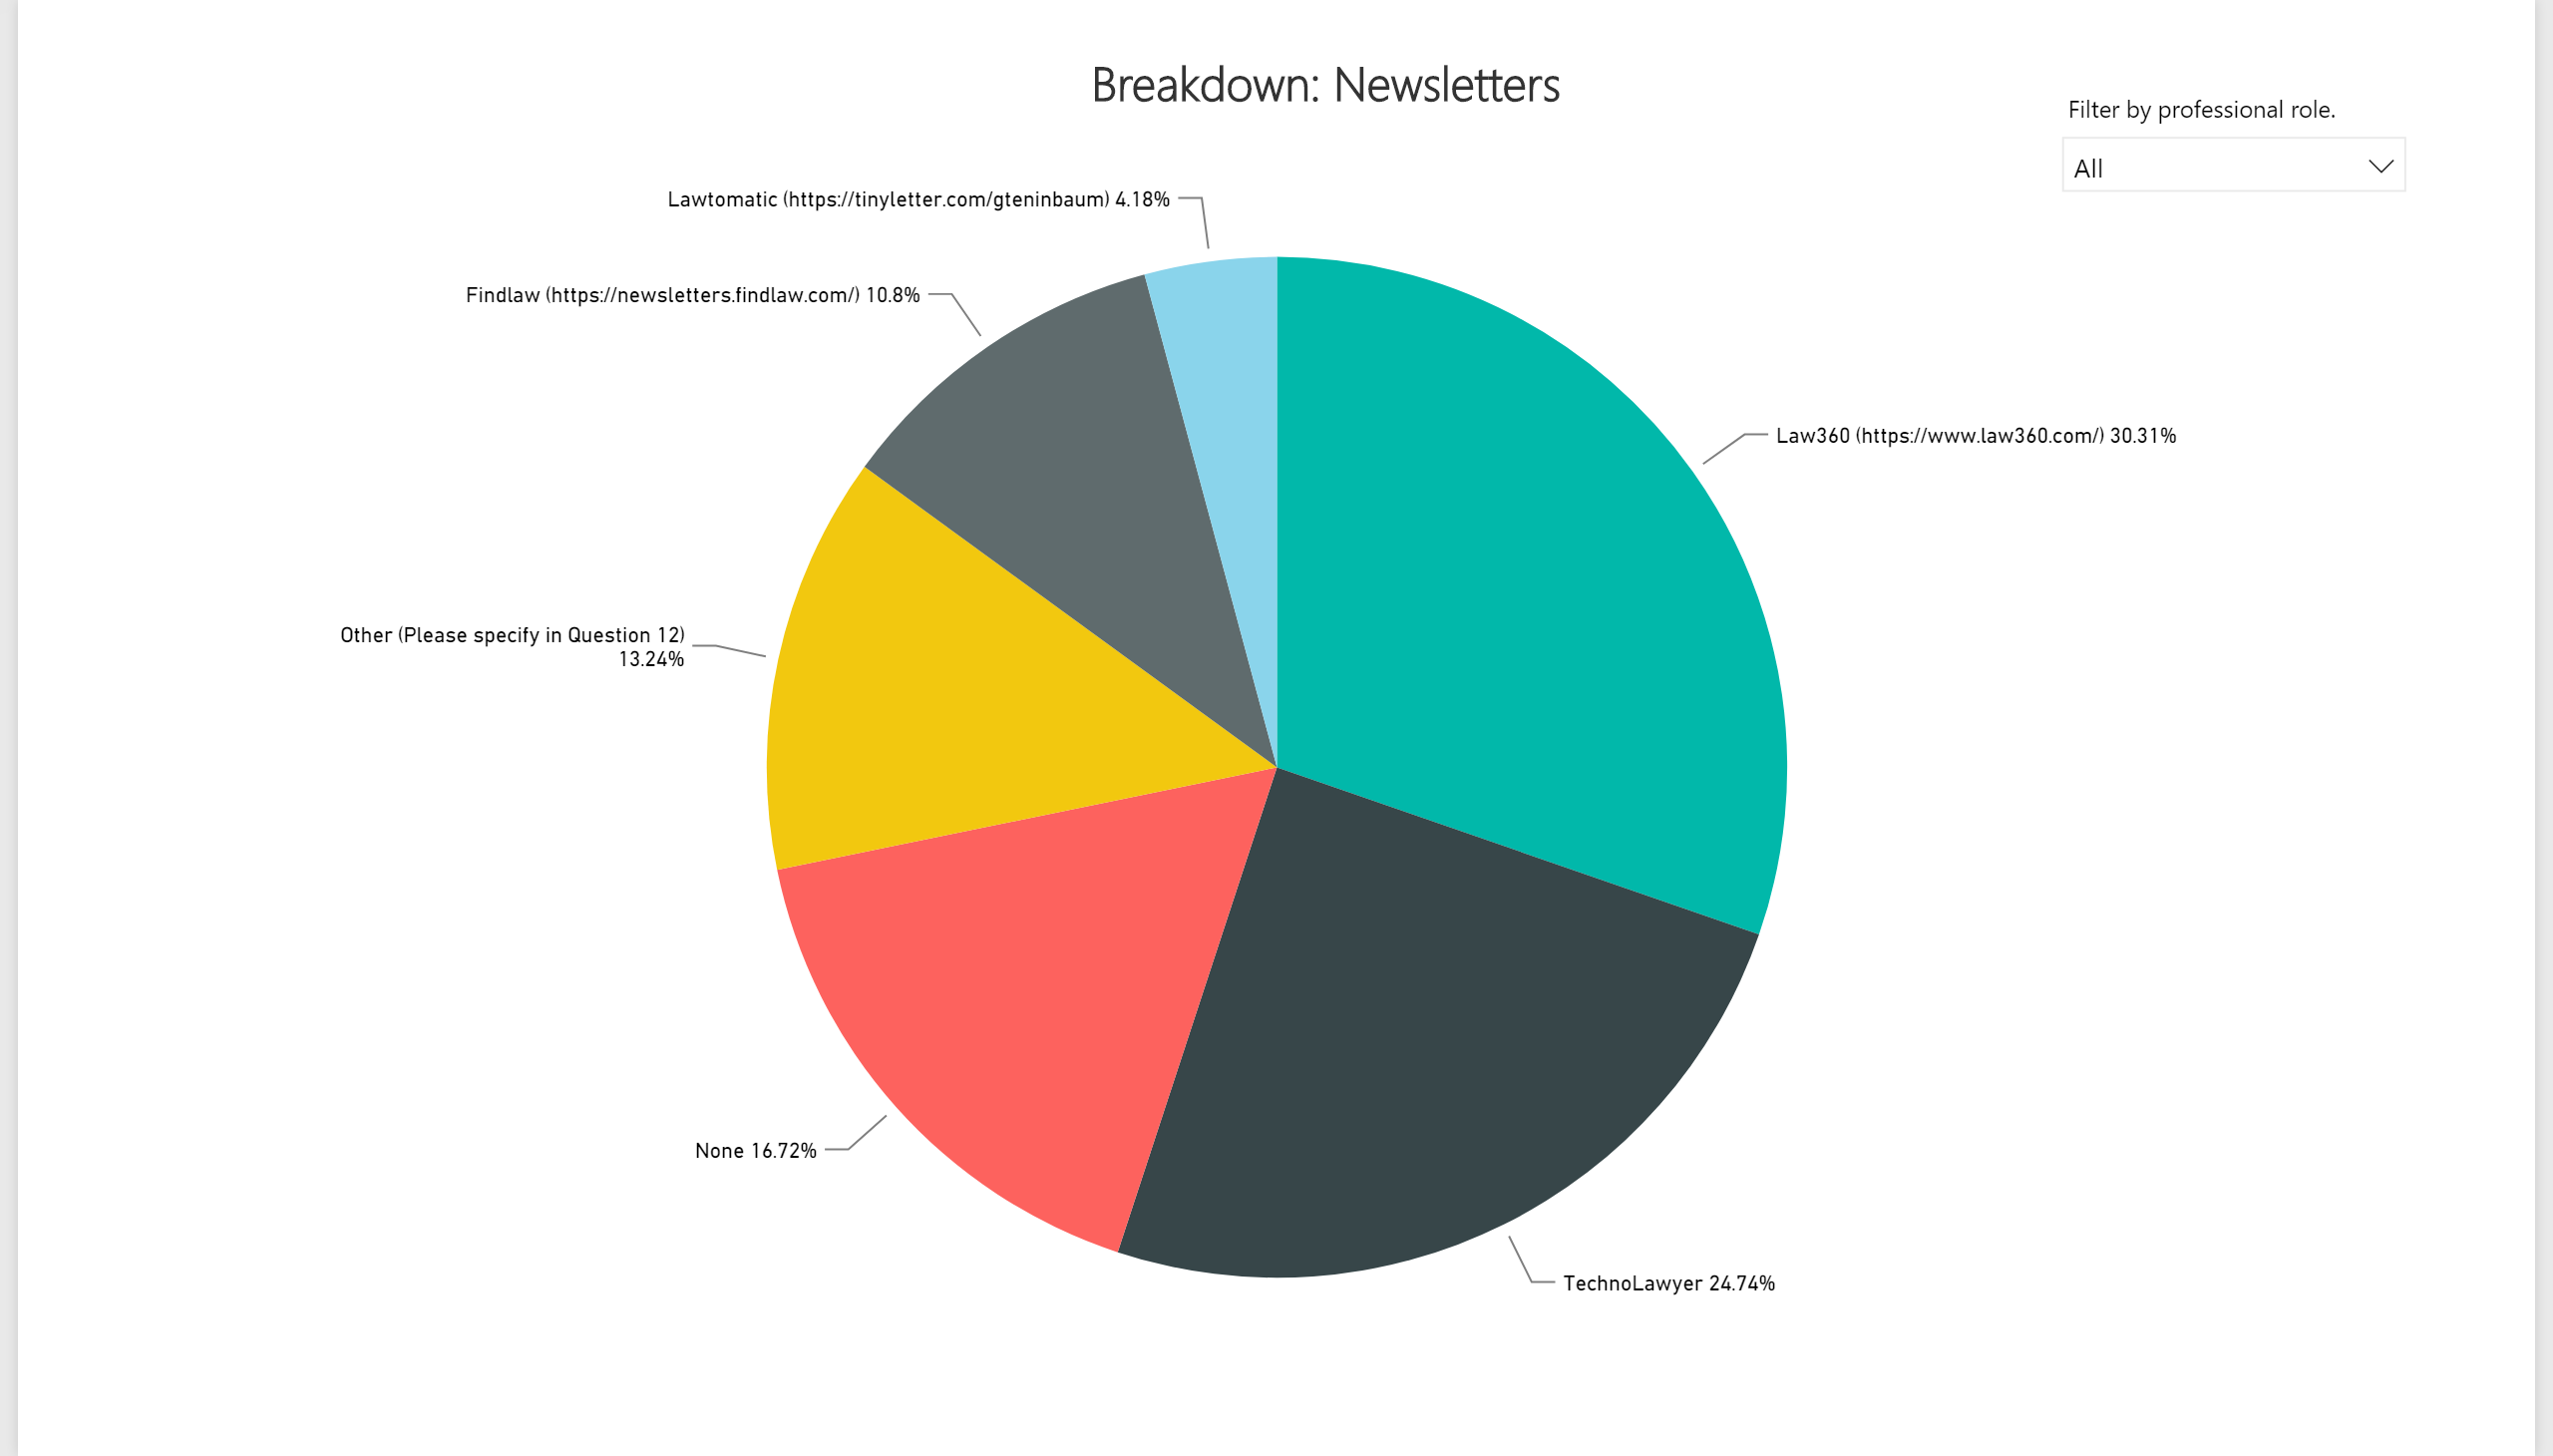 Breakdown: Newsletters
Filter by professional role.
All
Lawtomatic (https://tinyletter.com/gteninbaum) 4.18%
Findlaw (https://newsletters.findlaw.com/) 10.8%
Law360 (https://www.law360.com/) 30.31%
Other (Please specify in Question 12)
13.24%
None 16.72%
TechnoLawyer 24.74%